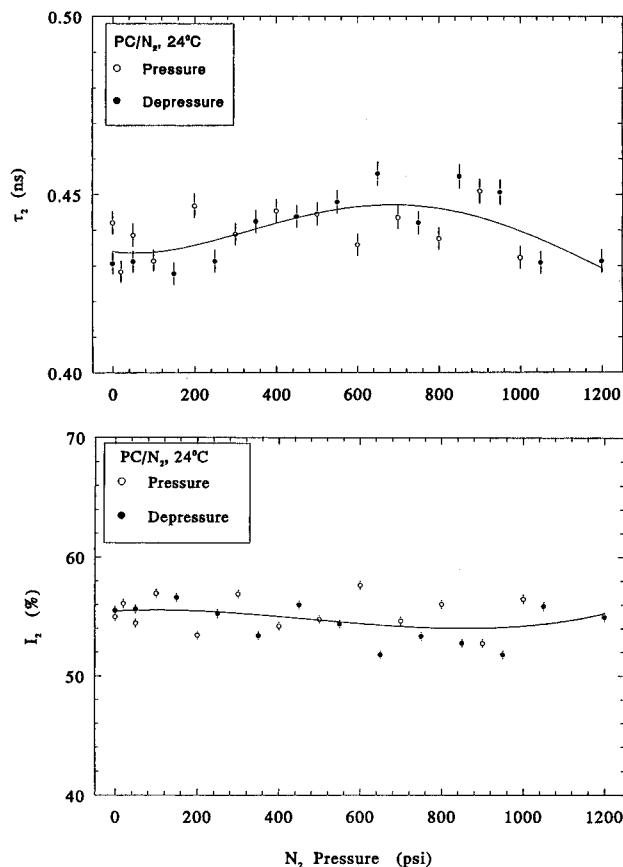 0.50
PC/N₂, 24°C
Pressure
Depressure
τ₂ (ns)
0.45
0.40
0 200 400 600 800 1000 1200
70
PC/N₂, 24°C
Pressure
Depressure
60
I₂ (%)
50
40
0 200 400 600 800 1000 1200
N₂ Pressure (psi)